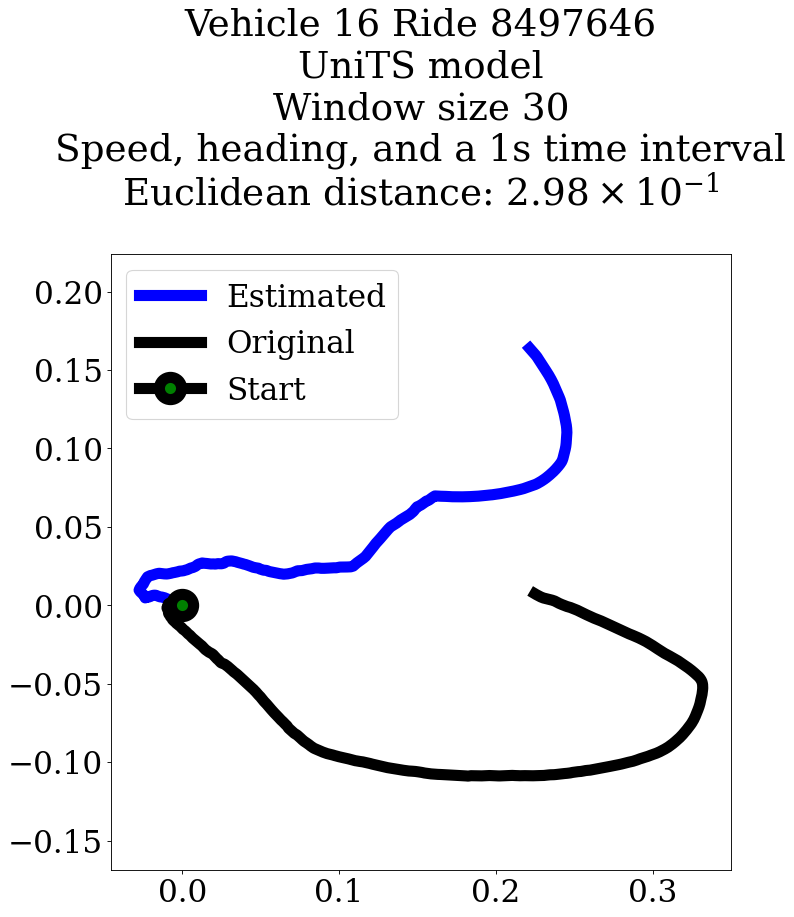 Vehicle 16 Ride 8497646
UniTS model
Window size 30
Speed, heading, and a 1s time interval
Euclidean distance: 2.98 × 10⁻¹
Estimated
Original
Start
0.20
0.15
0.10
0.05
0.00
−0.05
−0.10
−0.15
0.0 0.1 0.2 0.3